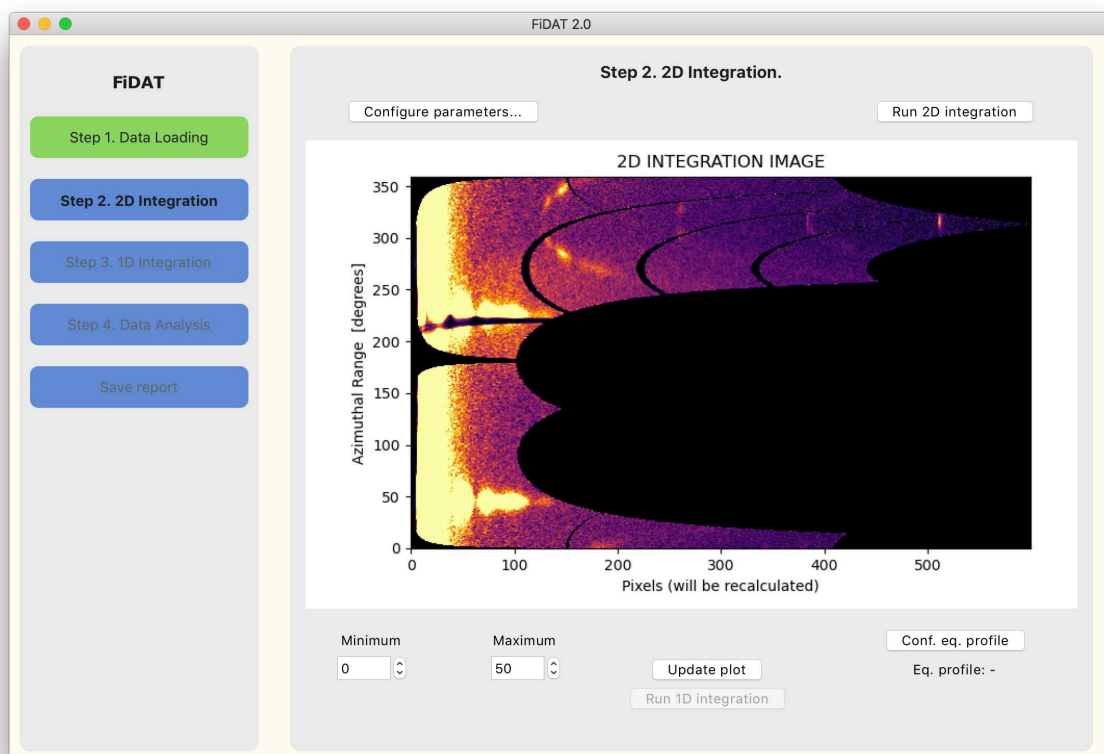 FiDAT 2.0
FiDAT
Step 1. Data Loading
Step 2. 2D Integration
Step 3. 1D Integration
Step 4. Data Analysis
Save report
Step 2. 2D Integration.
Configure parameters...
Run 2D integration
2D INTEGRATION IMAGE
Azimuthal Range [degrees]
350
300
250
200
150
100
50
0
0 100 200 300 400 500
Pixels (will be recalculated)
Minimum
Maximum
Conf. eq. profile
0
50
Update plot
Eq. profile: -
Run 1D integration